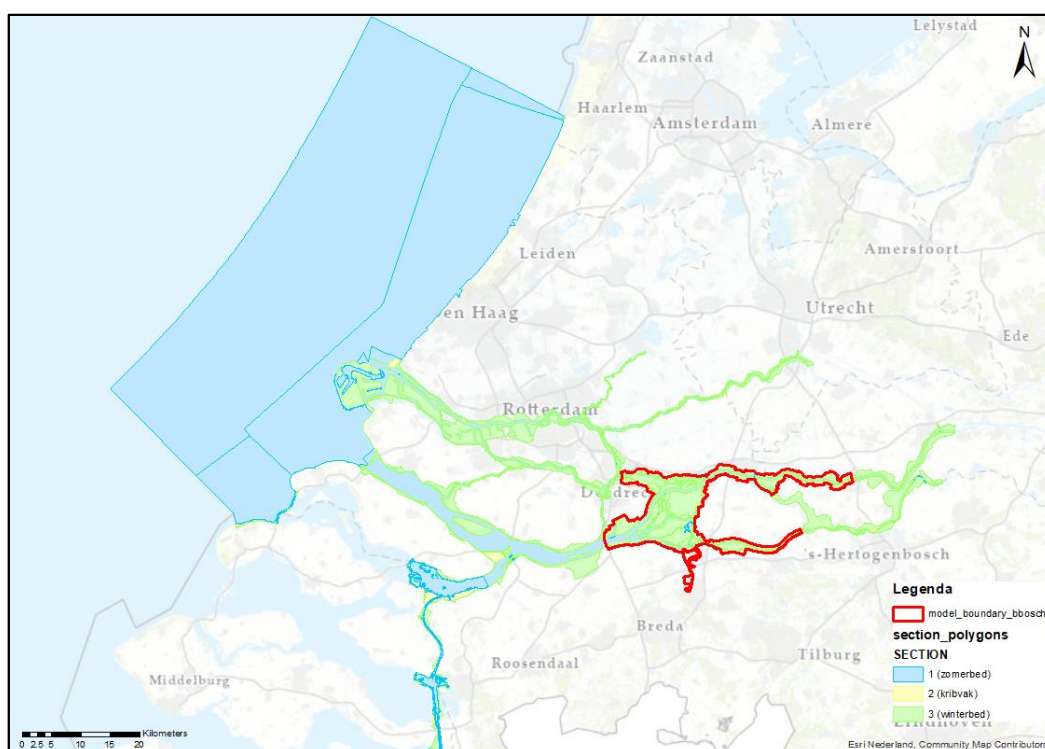 Lelystad
N
Zaanstad
Haarlem
Amsterdam
Almere
Leiden
Amersfoort
Den Haag
Utrecht
Ede
Rotterdam
Dordrec
's-Hertogenbosch
Legenda
model_boundary_bbosch
section_polygons
SECTION
1 (zomerbed)
2 (kribvak)
3 (winterbed)
Breda
Tilburg
Roosendaal
Middelburg
Eindhoven
Kilometers
0 2.5 5 10 15 20
Esri Nederland, Community Map Contributors